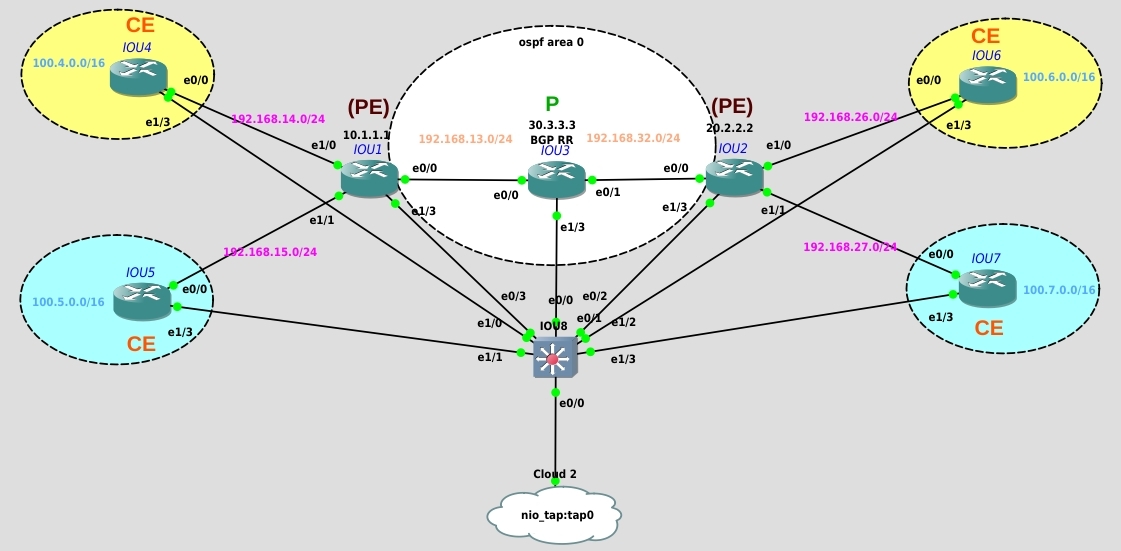 CE
IOU4
100.4.0.0/16
e0/0
e1/3
192.168.14.0/24
ospf area 0
P
30.3.3.3
BGP RR
IOU3
192.168.13.0/24
192.168.32.0/24
(PE)
10.1.1.1
IOU1
e1/0
e0/0
e1/1
e1/3
e0/0
e0/1
e1/3
(PE)
20.2.2.2
IOU2
e0/0
e1/0
e1/1
e1/3
CE
IOU6
100.6.0.0/16
e0/0
e1/3
192.168.26.0/24
192.168.15.0/24
IOU5
100.5.0.0/16
e0/0
e1/3
CE
192.168.27.0/24
IOU7
100.7.0.0/16
e0/0
e1/3
CE
e0/3
e0/0
e0/2
e1/0
IOU8
e0/1
e1/2
e1/1
e1/3
e0/0
Cloud 2
nio_tap:tap0